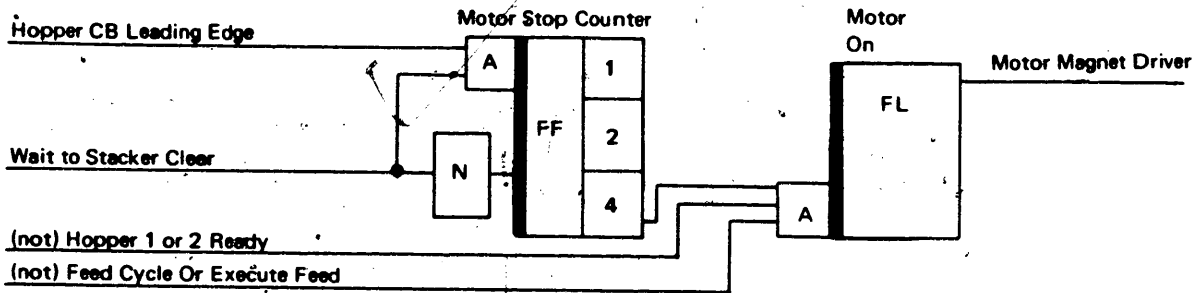 Motor Stop Counter
Motor
On
Hopper CB Leading Edge
Motor Magnet Driver
A
1
FF
2
4
FL
Wait to Stacker Clear
N
A
(not) Hopper 1 or 2 Ready
(not) Feed Cycle Or Execute Feed